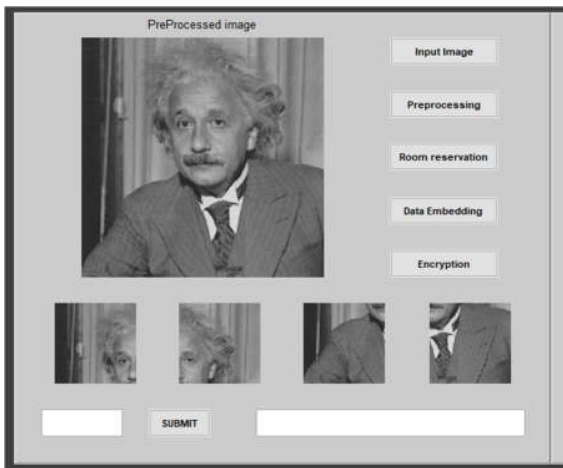 PreProcessed image
Input Image
Preprocessing
Room reservation
Data Embedding
Encryption
SUBMIT